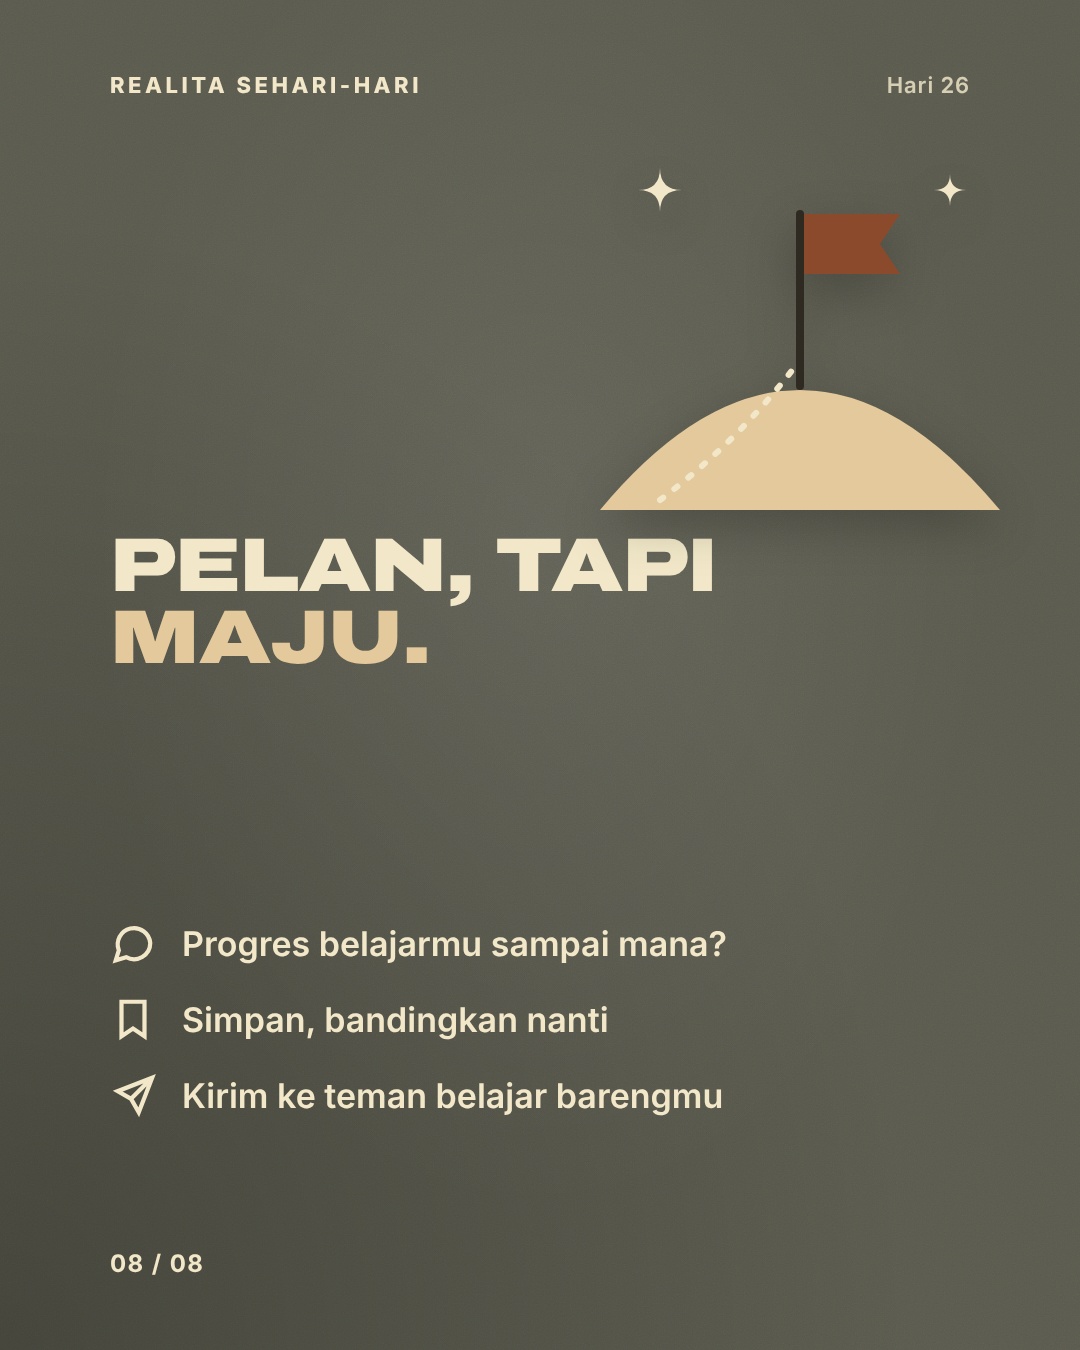 REALITA SEHARI-HARI
Hari 26
PELAN, TAPI
MAJU.
Progres belajarmu sampai mana?
Simpan, bandingkan nanti
Kirim ke teman belajar barengmu
08 / 08